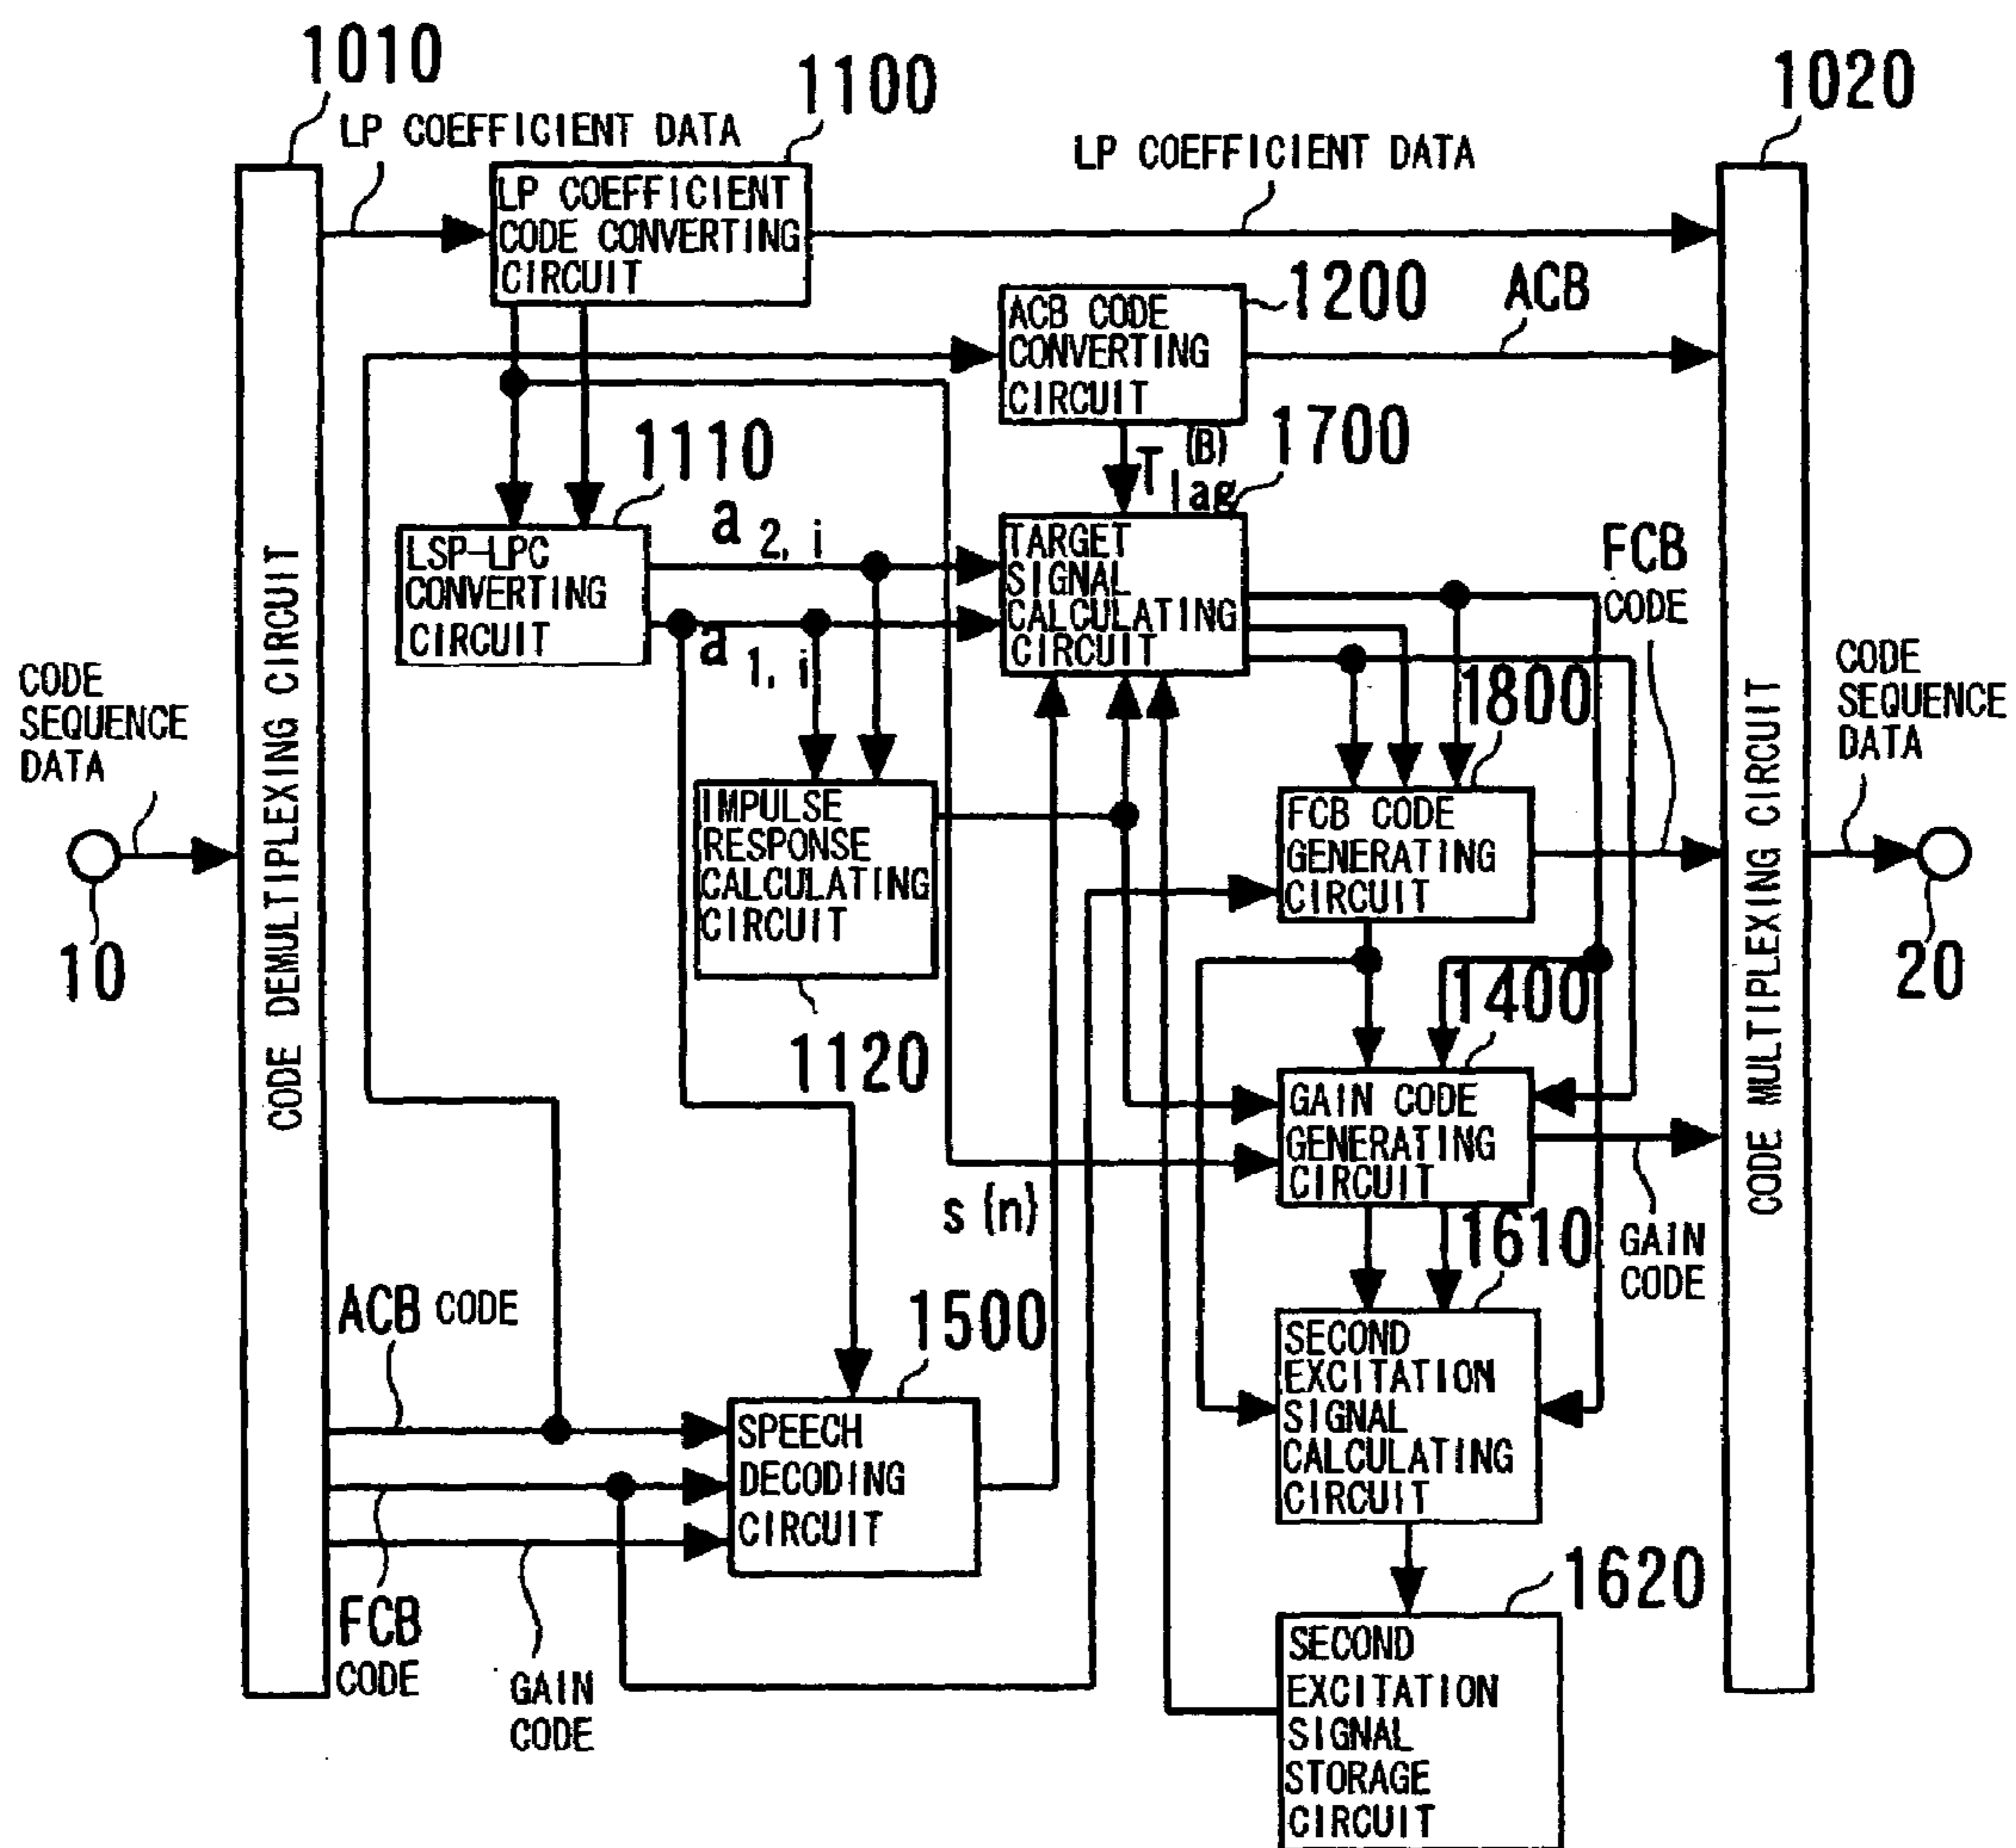 1010
1100
1020
LP COEFFICIENT DATA
LP COEFFICIENT DATA
LP COEFFICIENT
CODE CONVERTING
CIRCUIT
ACB CODE
CONVERTING
CIRCUIT
1200
ACB
1110
T lag (B)
1700
LSP-LPC
CONVERTING
CIRCUIT
a 2, i
a 1, i
TARGET
SIGNAL
CALCULATING
CIRCUIT
FCB
CODE
1800
CODE
SEQUENCE
DATA
10
CODE DEMULTIPLEXING CIRCUIT
IMPULSE
RESPONSE
CALCULATING
CIRCUIT
1120
FCB CODE
GENERATING
CIRCUIT
CODE MULTIPLEXING CIRCUIT
CODE
SEQUENCE
DATA
20
1400
GAIN CODE
GENERATING
CIRCUIT
s (n)
1610
GAIN
CODE
ACB CODE
1500
SPEECH
DECODING
CIRCUIT
SECOND
EXCITATION
SIGNAL
CALCULATING
CIRCUIT
FCB
CODE
GAIN
CODE
1620
SECOND
EXCITATION
SIGNAL
STORAGE
CIRCUIT